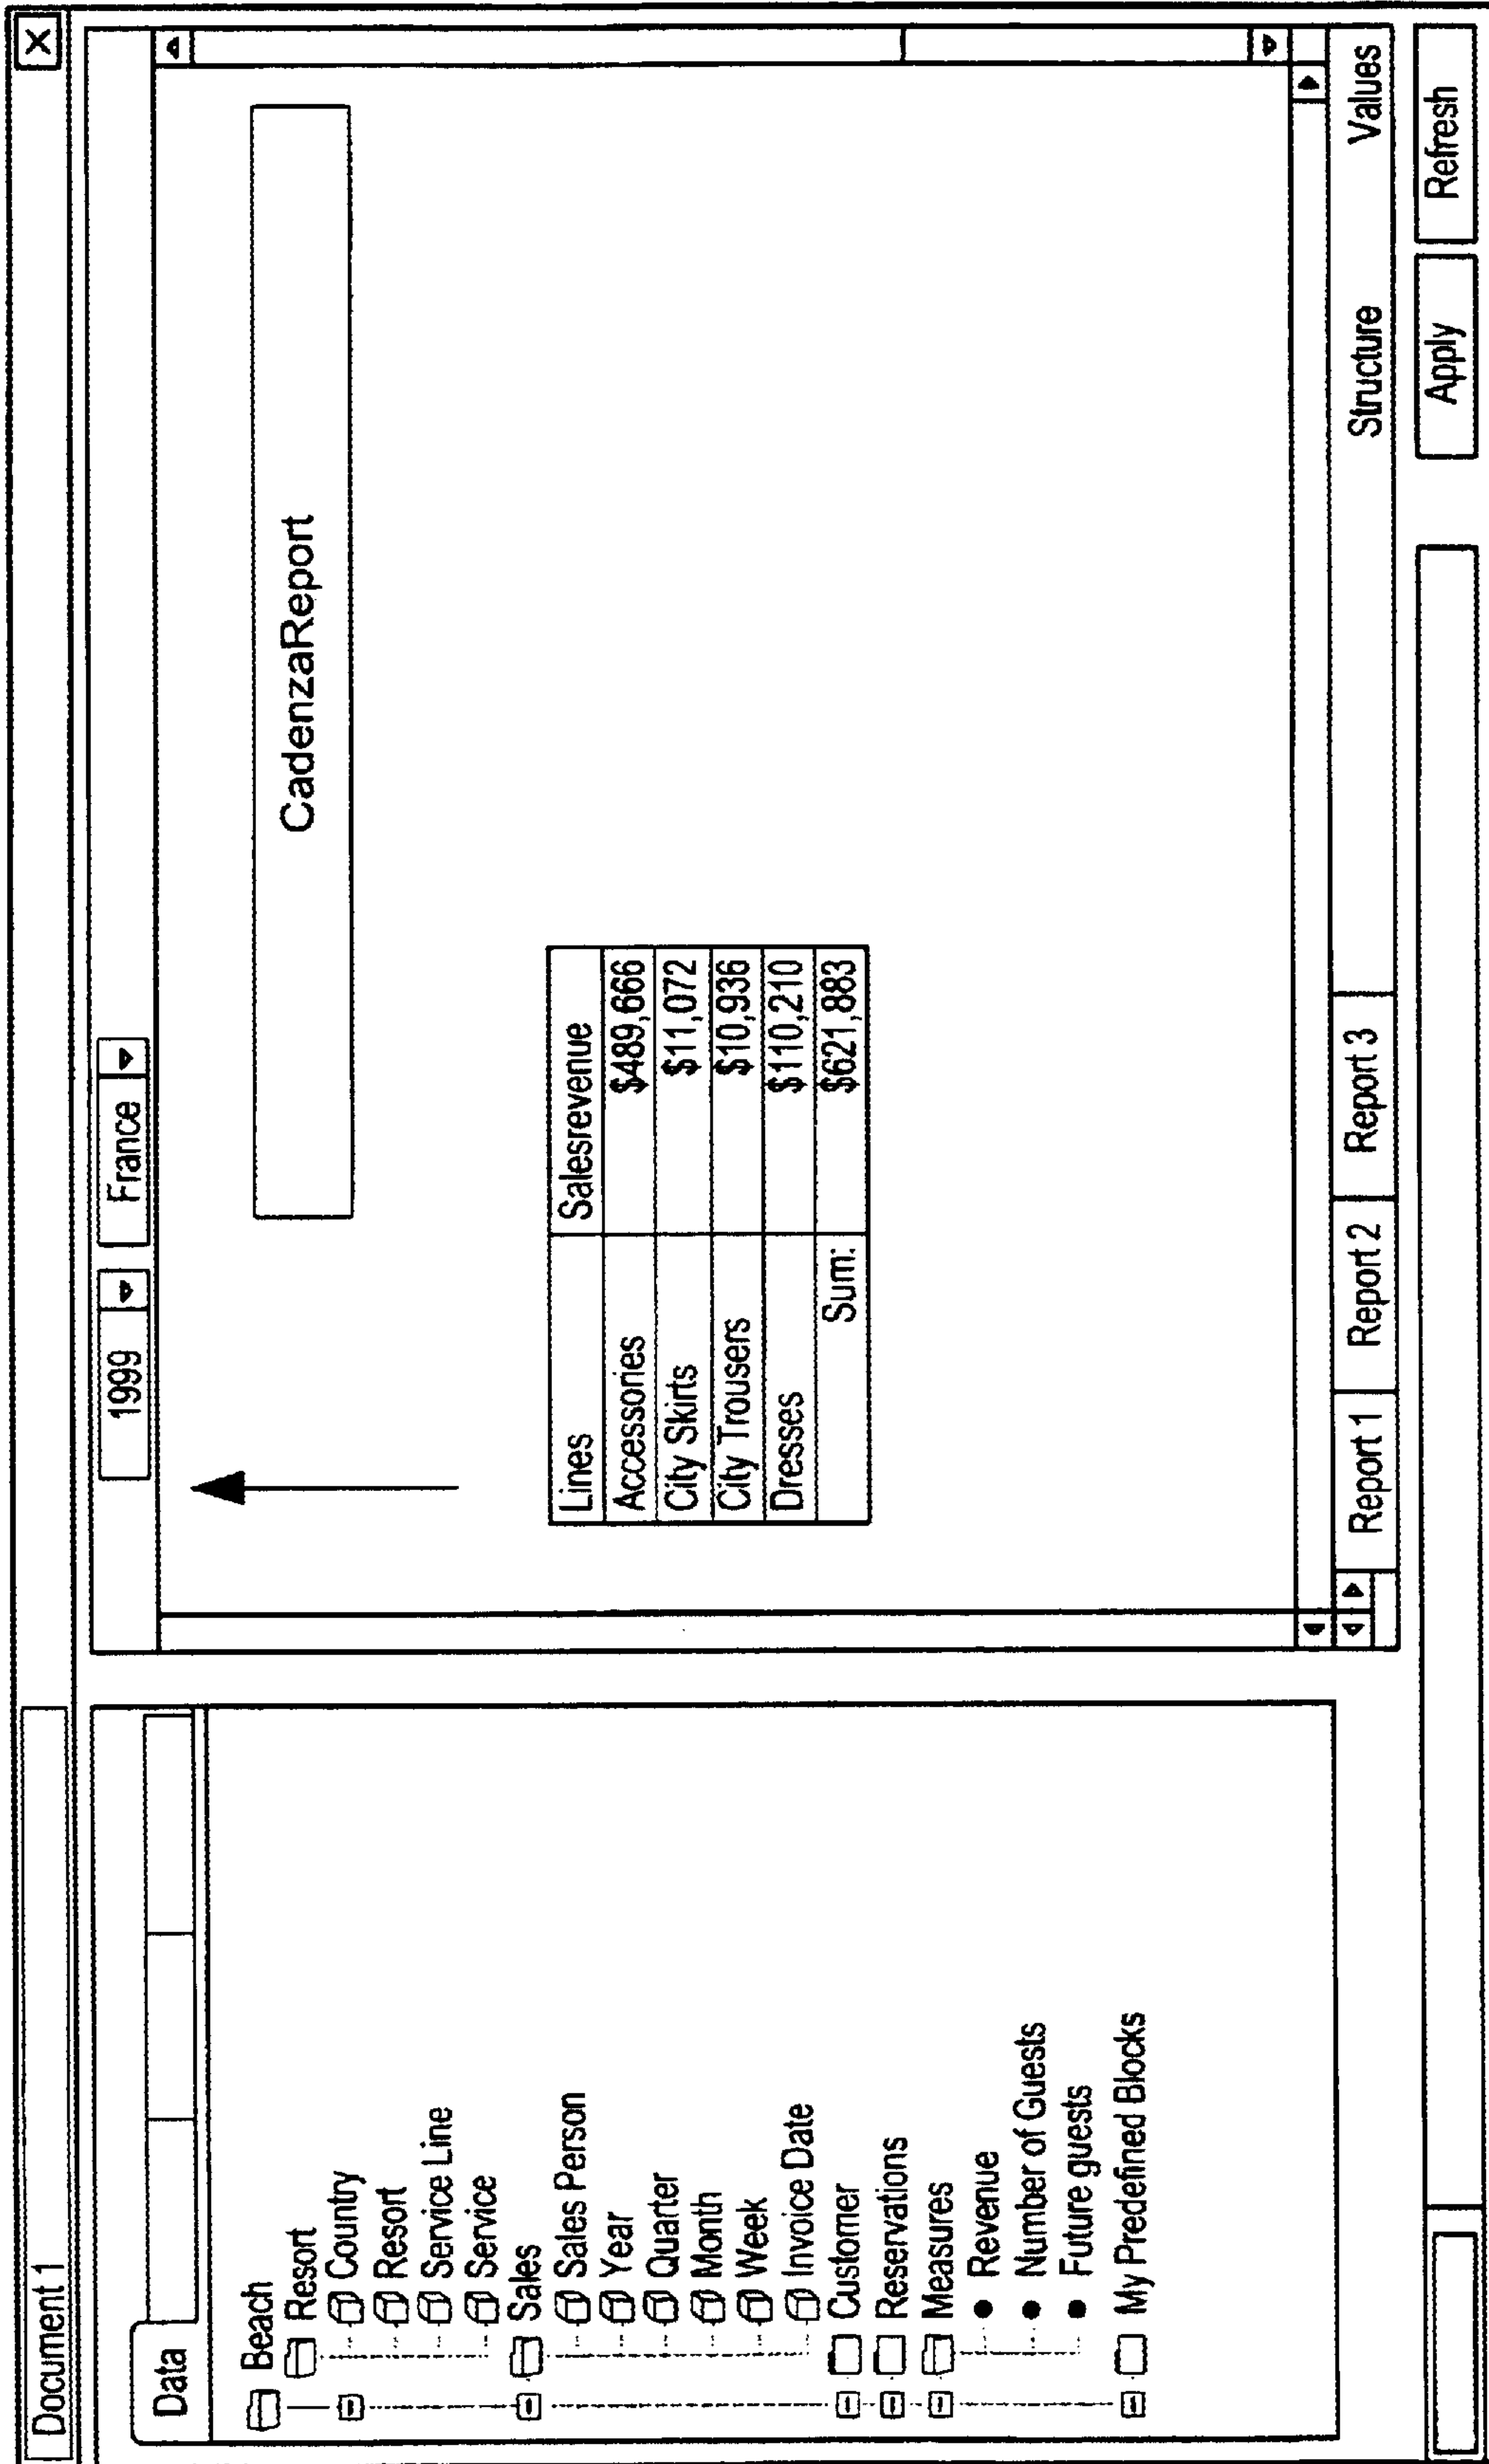 Document 1
Data
Beach
Resort
Country
Resort
Service Line
Service
Sales
Sales Person
Year
Quarter
Month
Week
Invoice Date
Customer
Reservations
Measures
Revenue
Number of Guests
Future guests
My Predefined Blocks
1999 France
CadenzaReport
Lines Salesrevenue
Accessories $489,666
City Skirts $11,072
City Trousers $10,936
Dresses $110,210
Sum: $621,883
Report 1 Report 2 Report 3 Structure Values
Apply Refresh